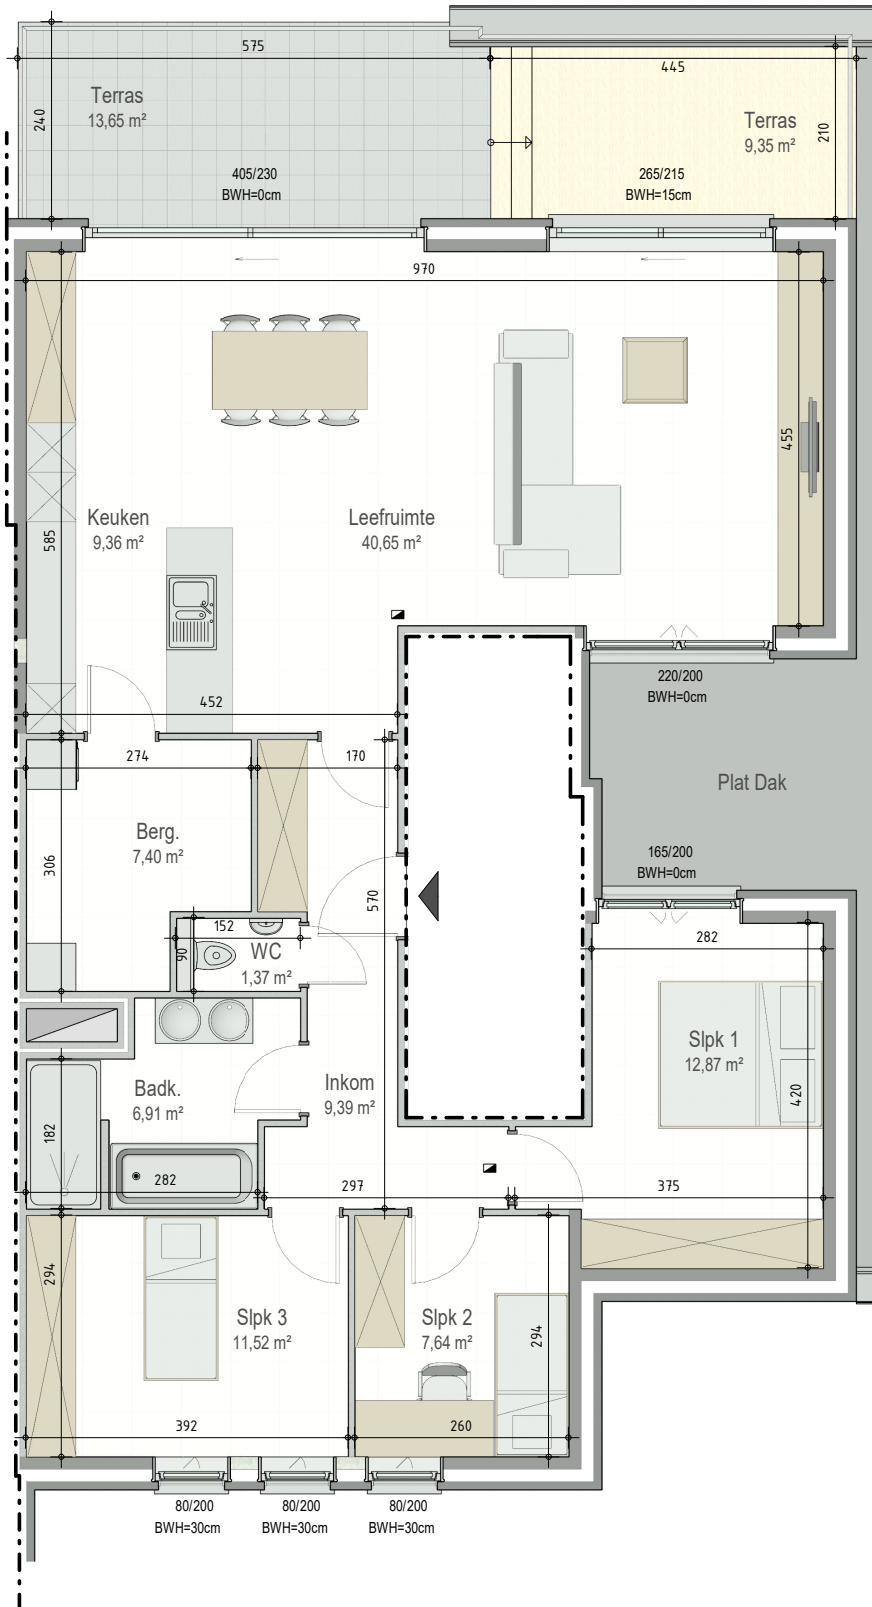 575
445
240
Terras
13,65 m²
Terras
9,35 m²
210
405/230
BWH=0cm
265/215
BWH=15cm
970
455
Keuken
9,36 m²
Leefruimte
40,65 m²
585
452
220/200
BWH=0cm
274
170
Plat Dak
Berg.
7,40 m²
306
165/200
BWH=0cm
570
152
90
WC
1,37 m²
282
Slpk 1
12,87 m²
420
Badk.
6,91 m²
Inkom
9,39 m²
182
282
297
375
294
Slpk 3
11,52 m²
Slpk 2
7,64 m²
294
392
260
80/200
BWH=30cm
80/200
BWH=30cm
80/200
BWH=30cm